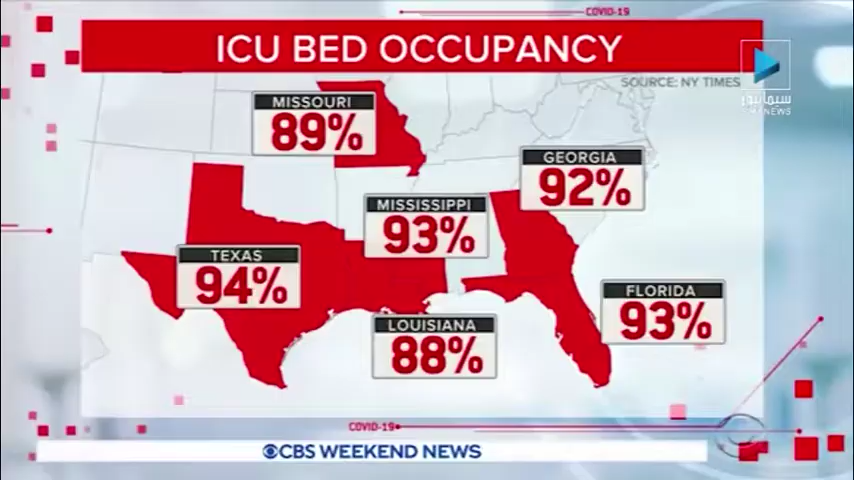 COVID-19
ICU BED OCCUPANCY
SOURCE: NY TIMES
سیمانیوز
MISSOURI
89%
GEORGIA
92%
MISSISSIPPI
93%
TEXAS
94%
FLORIDA
93%
LOUISIANA
88%
COVID-19
CBS WEEKEND NEWS